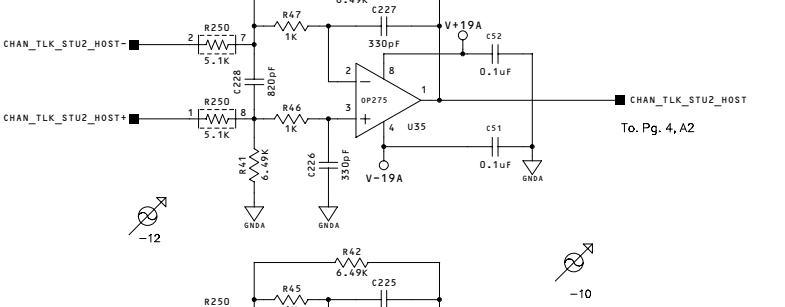 6.49K
R47
C227
V+19A
1K
330pF
C52
R250
CHAN_TLK_STU2_HOST-
2
7
5.1K
0.1uF
C228
820pF
2
8
OP275
1
CHAN_TLK_STU2_HOST
R250
R46
3
CHAN_TLK_STU2_HOST+
1
8
5.1K
1K
4
U35
To. Pg. 4, A2
C51
R41
6.49K
C226
330pF
V-19A
0.1uF
GNDA
GNDA
GNDA
-12
R42
6.49K
-10
R45
C225
R250